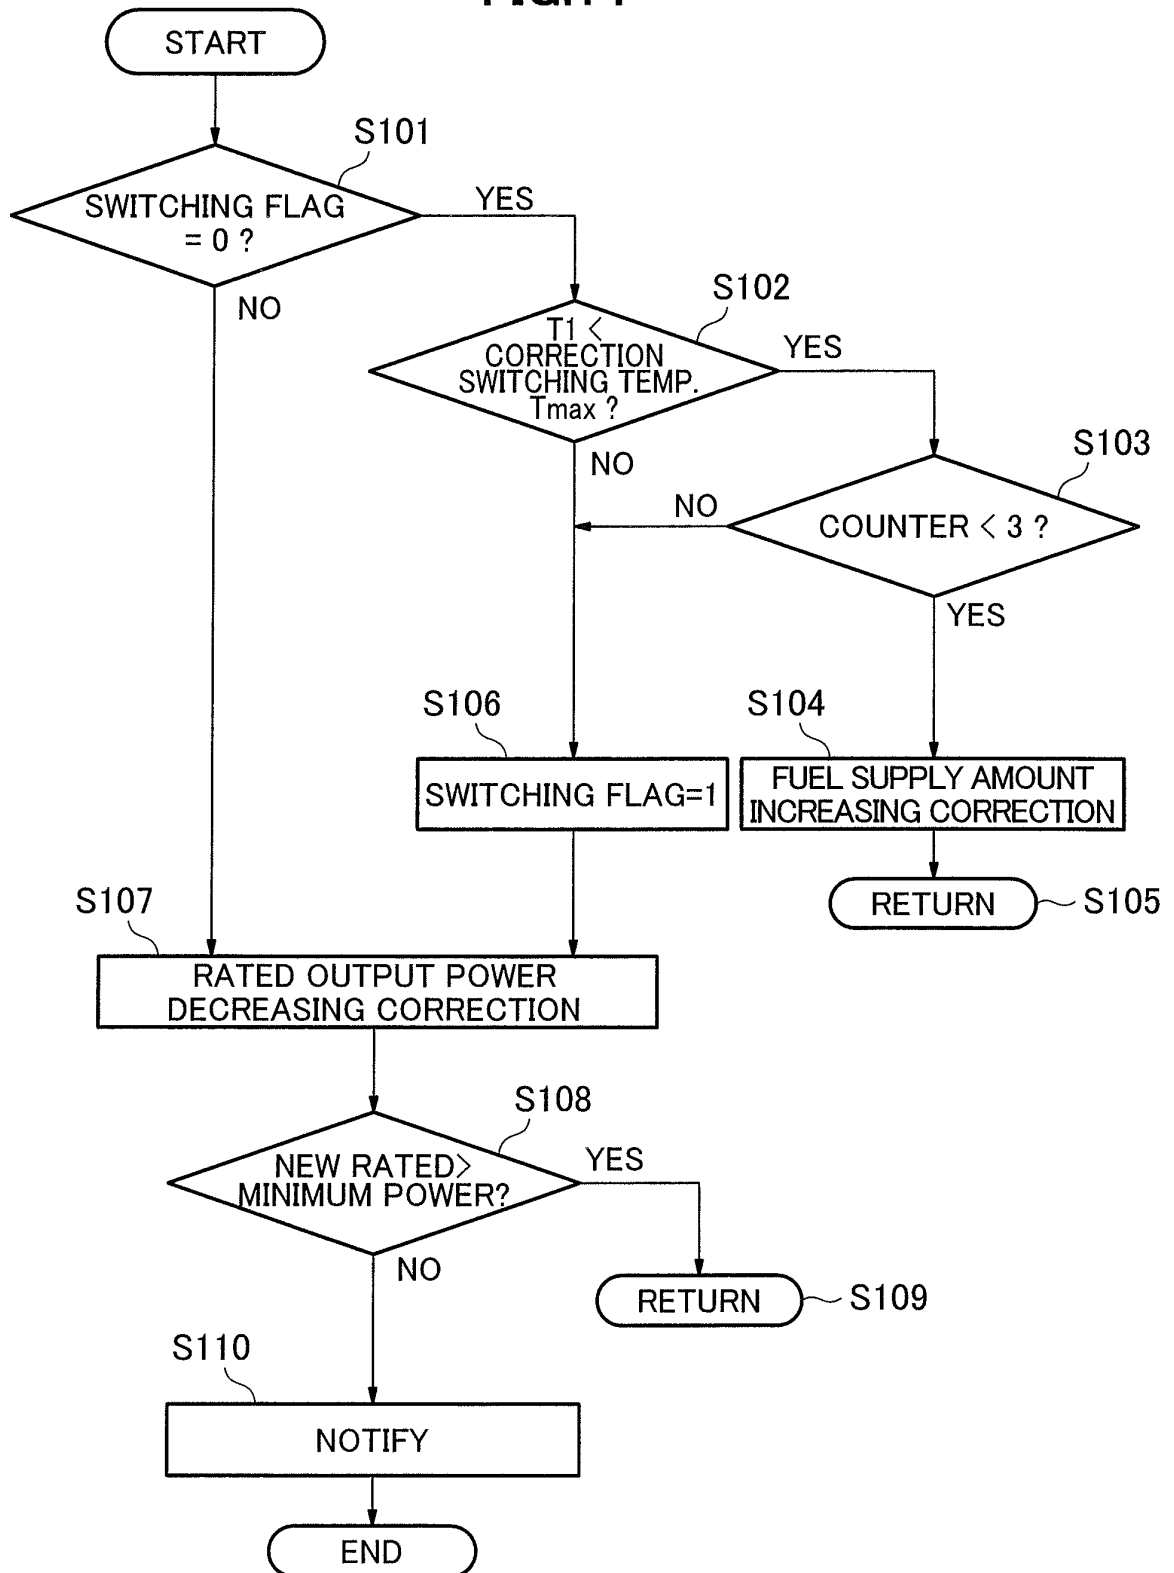 START
S101
SWITCHING FLAG
= 0 ?
YES
NO
S102
T1 <
CORRECTION
SWITCHING TEMP.
Tmax ?
YES
NO
S103
COUNTER < 3 ?
NO
YES
S106
SWITCHING FLAG=1
S104
FUEL SUPPLY AMOUNT
INCREASING CORRECTION
RETURN
S105
S107
RATED OUTPUT POWER
DECREASING CORRECTION
S108
NEW RATED>
MINIMUM POWER?
YES
NO
RETURN
S109
S110
NOTIFY
END